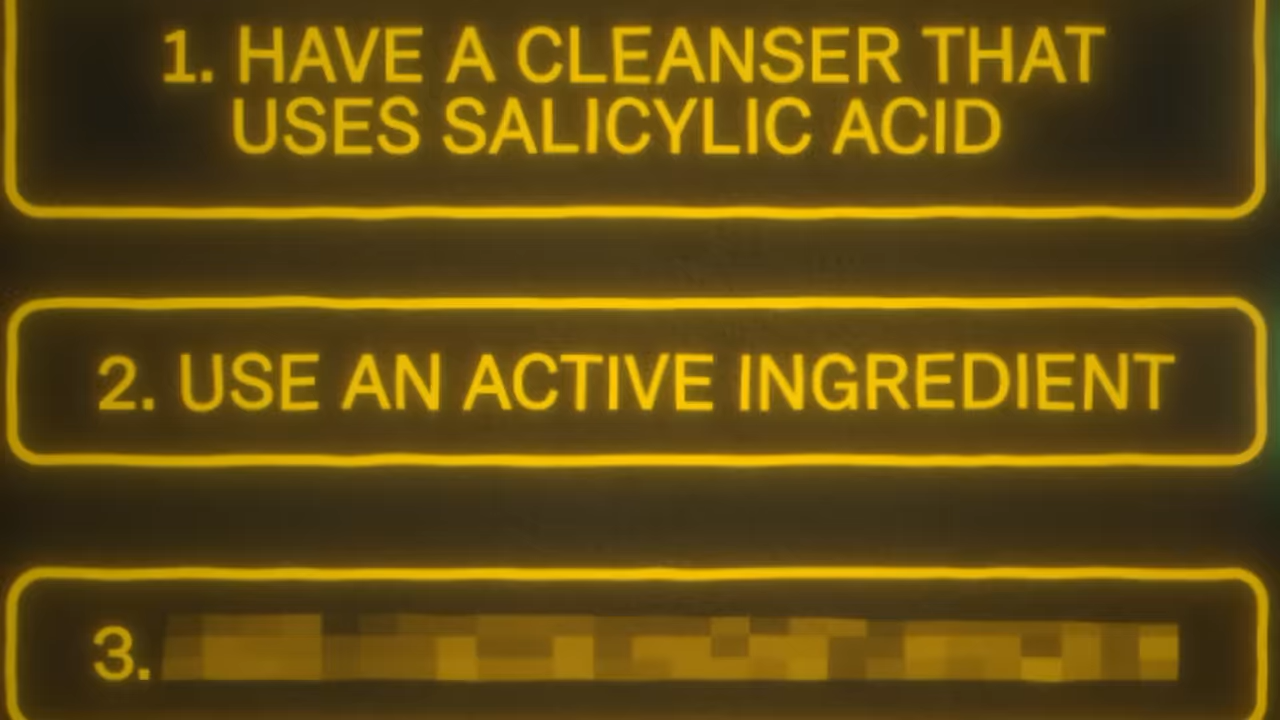 1. HAVE A CLEANSER THAT
USES SALICYLIC ACID
2. USE AN ACTIVE INGREDIENT
3.